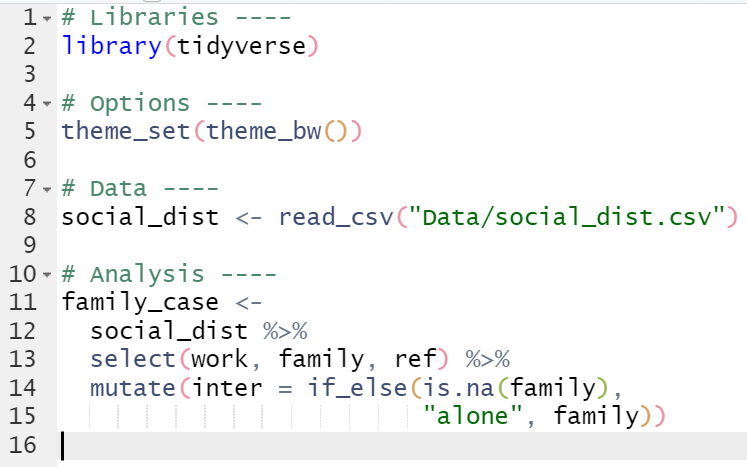 1 # Libraries ----
2 library(tidyverse)
3
4 # Options ----
5 theme_set(theme_bw())
6
7 # Data ----
8 social_dist <- read_csv("Data/social_dist.csv")
9
10 # Analysis ----
11 family_case <-
12   social_dist %>%
13   select(work, family, ref) %>%
14   mutate(inter = if_else(is.na(family),
15                          "alone", family))
16